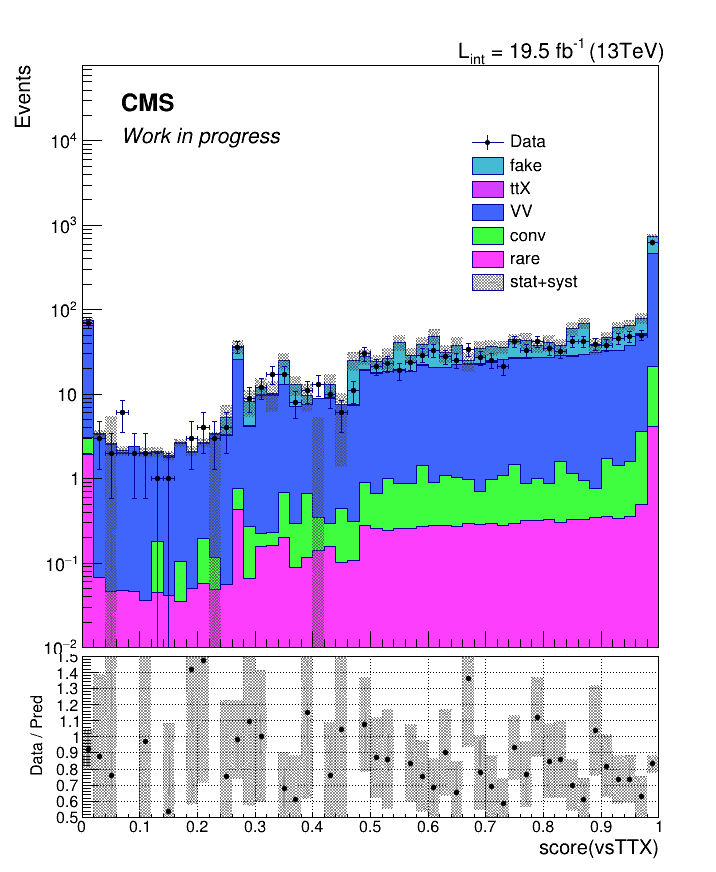 L_int = 19.5 fb^-1 (13TeV)
Events
CMS
Work in progress
Data
fake
ttX
VV
conv
rare
stat+syst
10^4
10^3
10^2
10
1
10^-1
10^-2
Data / Pred
1.5
1.4
1.3
1.2
1.1
1
0.9
0.8
0.7
0.6
0.5
0 0.1 0.2 0.3 0.4 0.5 0.6 0.7 0.8 0.9 1
score(vsTTX)